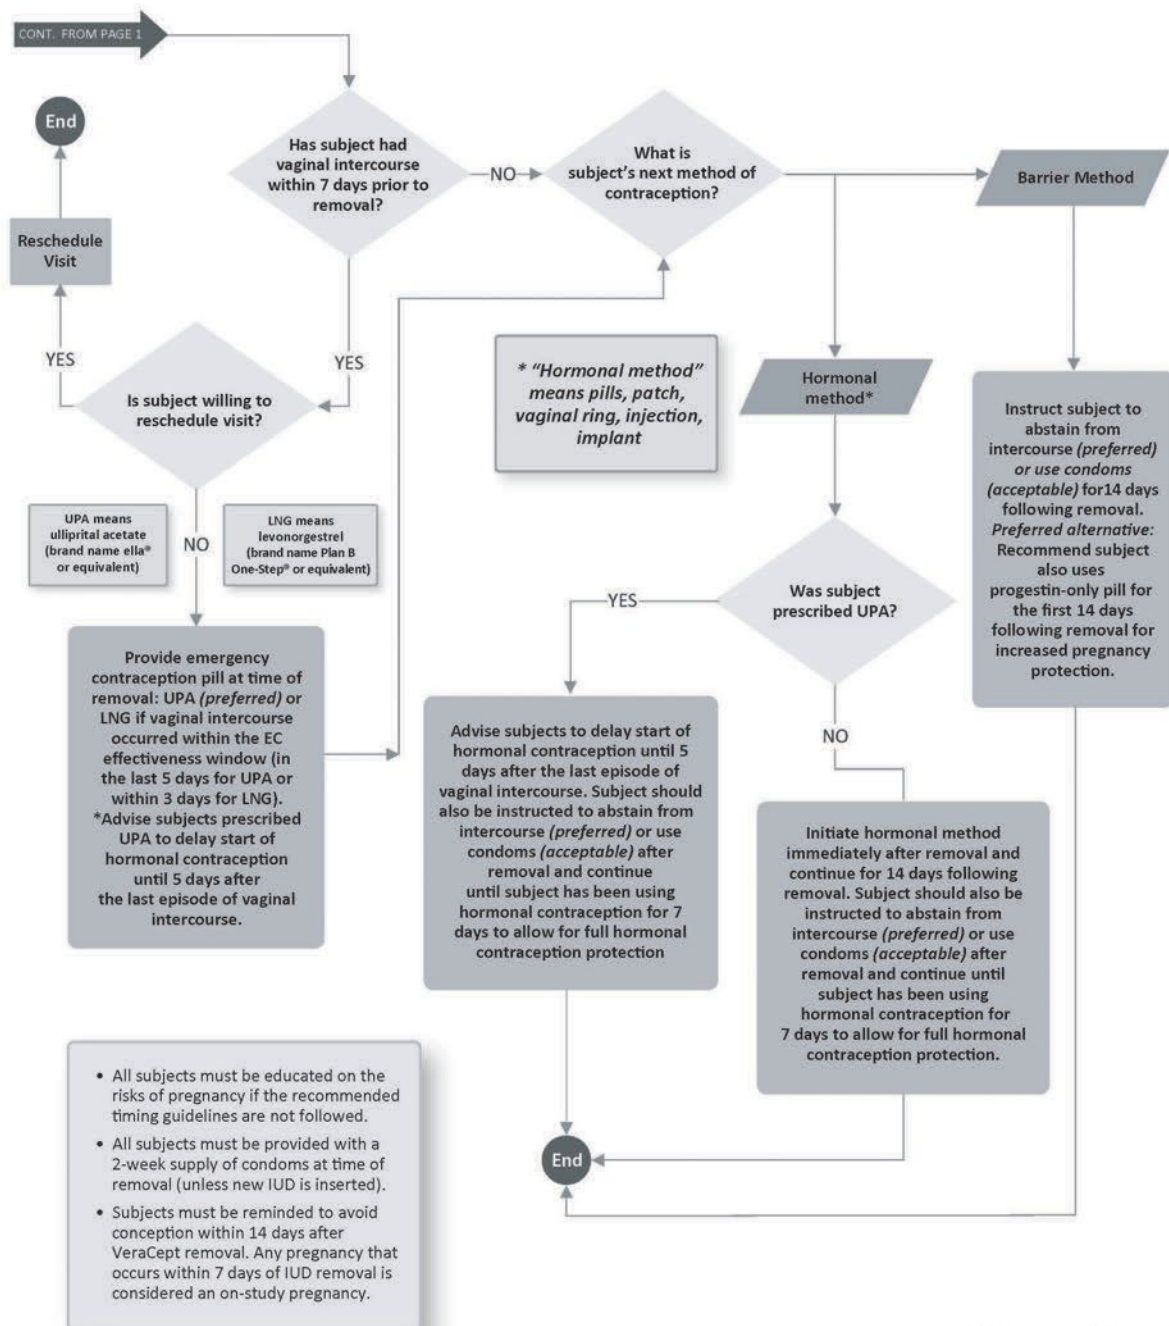 CONT. FROM PAGE 1
End
Has subject had
vaginal intercourse
within 7 days prior to
removal?
NO
What is
subject's next method of
contraception?
Barrier Method
Reschedule
Visit
YES
YES
Is subject willing to
reschedule visit?
* "Hormonal method"
means pills, patch,
vaginal ring, injection,
implant
Hormonal
method*
Instruct subject to
abstain from
intercourse (preferred)
or use condoms
(acceptable) for14 days
following removal.
Preferred alternative:
Recommend subject
also uses
progestin-only pill for
the first 14 days
following removal for
increased pregnancy
protection.
UPA means
ulliprital acetate
(brand name ella®
or equivalent)
NO
LNG means
levonorgestrel
(brand name Plan B
One-Step® or equivalent)
Was subject
prescribed UPA?
YES
NO
Provide emergency
contraception pill at time of
removal: UPA (preferred) or
LNG if vaginal intercourse
occurred within the EC
effectiveness window (in
the last 5 days for UPA or
within 3 days for LNG).
*Advise subjects prescribed
UPA to delay start of
hormonal contraception
until 5 days after
the last episode of vaginal
intercourse.
Advise subjects to delay start of
hormonal contraception until 5
days after the last episode of
vaginal intercourse. Subject should
also be instructed to abstain from
intercourse (preferred) or use
condoms (acceptable) after
removal and continue
until subject has been using
hormonal contraception for 7
days to allow for full hormonal
contraception protection
Initiate hormonal method
immediately after removal and
continue for 14 days following
removal. Subject should also be
instructed to abstain from
intercourse (preferred) or use
condoms (acceptable) after
removal and continue until
subject has been using
hormonal contraception for
7 days to allow for full hormonal
contraception protection.
End
• All subjects must be educated on the
risks of pregnancy if the recommended
timing guidelines are not followed.
• All subjects must be provided with a
2-week supply of condoms at time of
removal (unless new IUD is inserted).
• Subjects must be reminded to avoid
conception within 14 days after
VeraCept removal. Any pregnancy that
occurs within 7 days of IUD removal is
considered an on-study pregnancy.